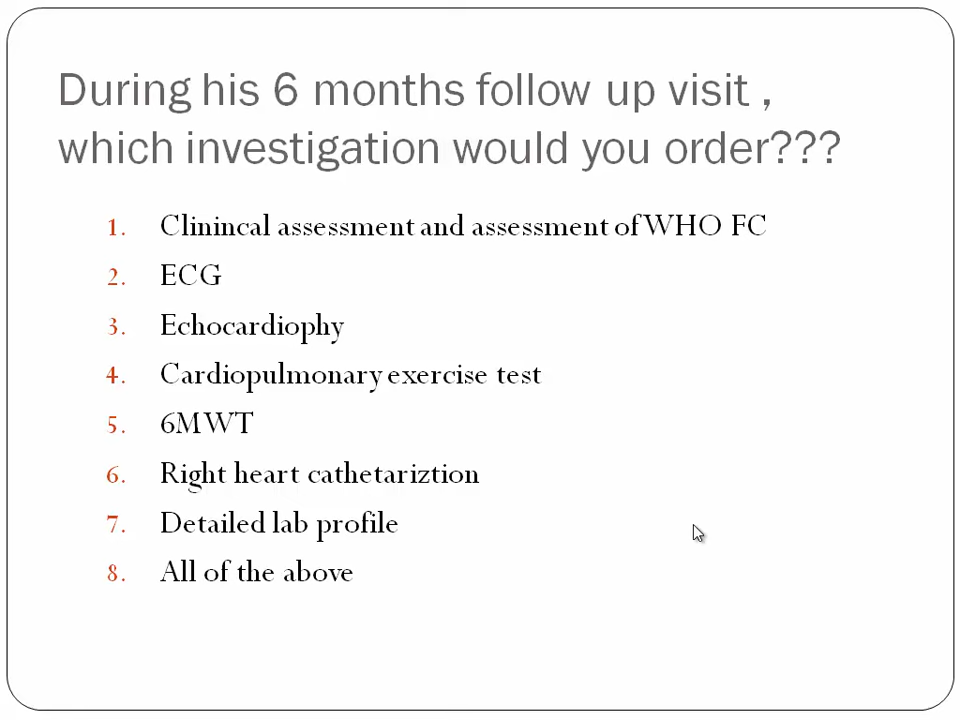 During his 6 months follow up visit ,
which investigation would you order???
1. Clinincal assessment and assessment of WHO FC
2. ECG
3. Echocardiophy
4. Cardiopulmonary exercise test
5. 6MWT
6. Right heart cathetariztion
7. Detailed lab profile
8. All of the above